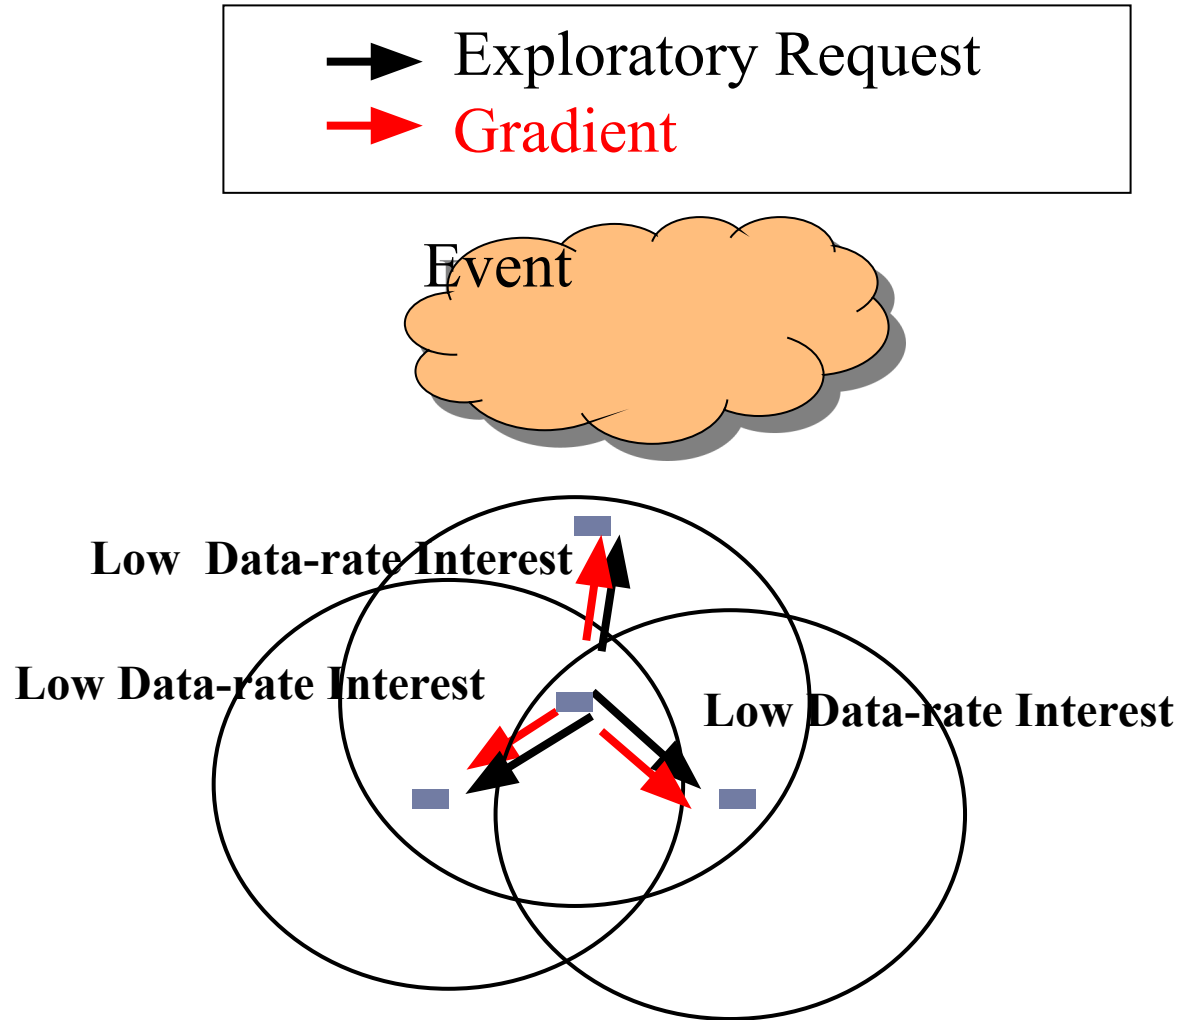 Exploratory Request
Gradient
Event
Low Data-rate Interest
Low Data-rate Interest
Low Data-rate Interest